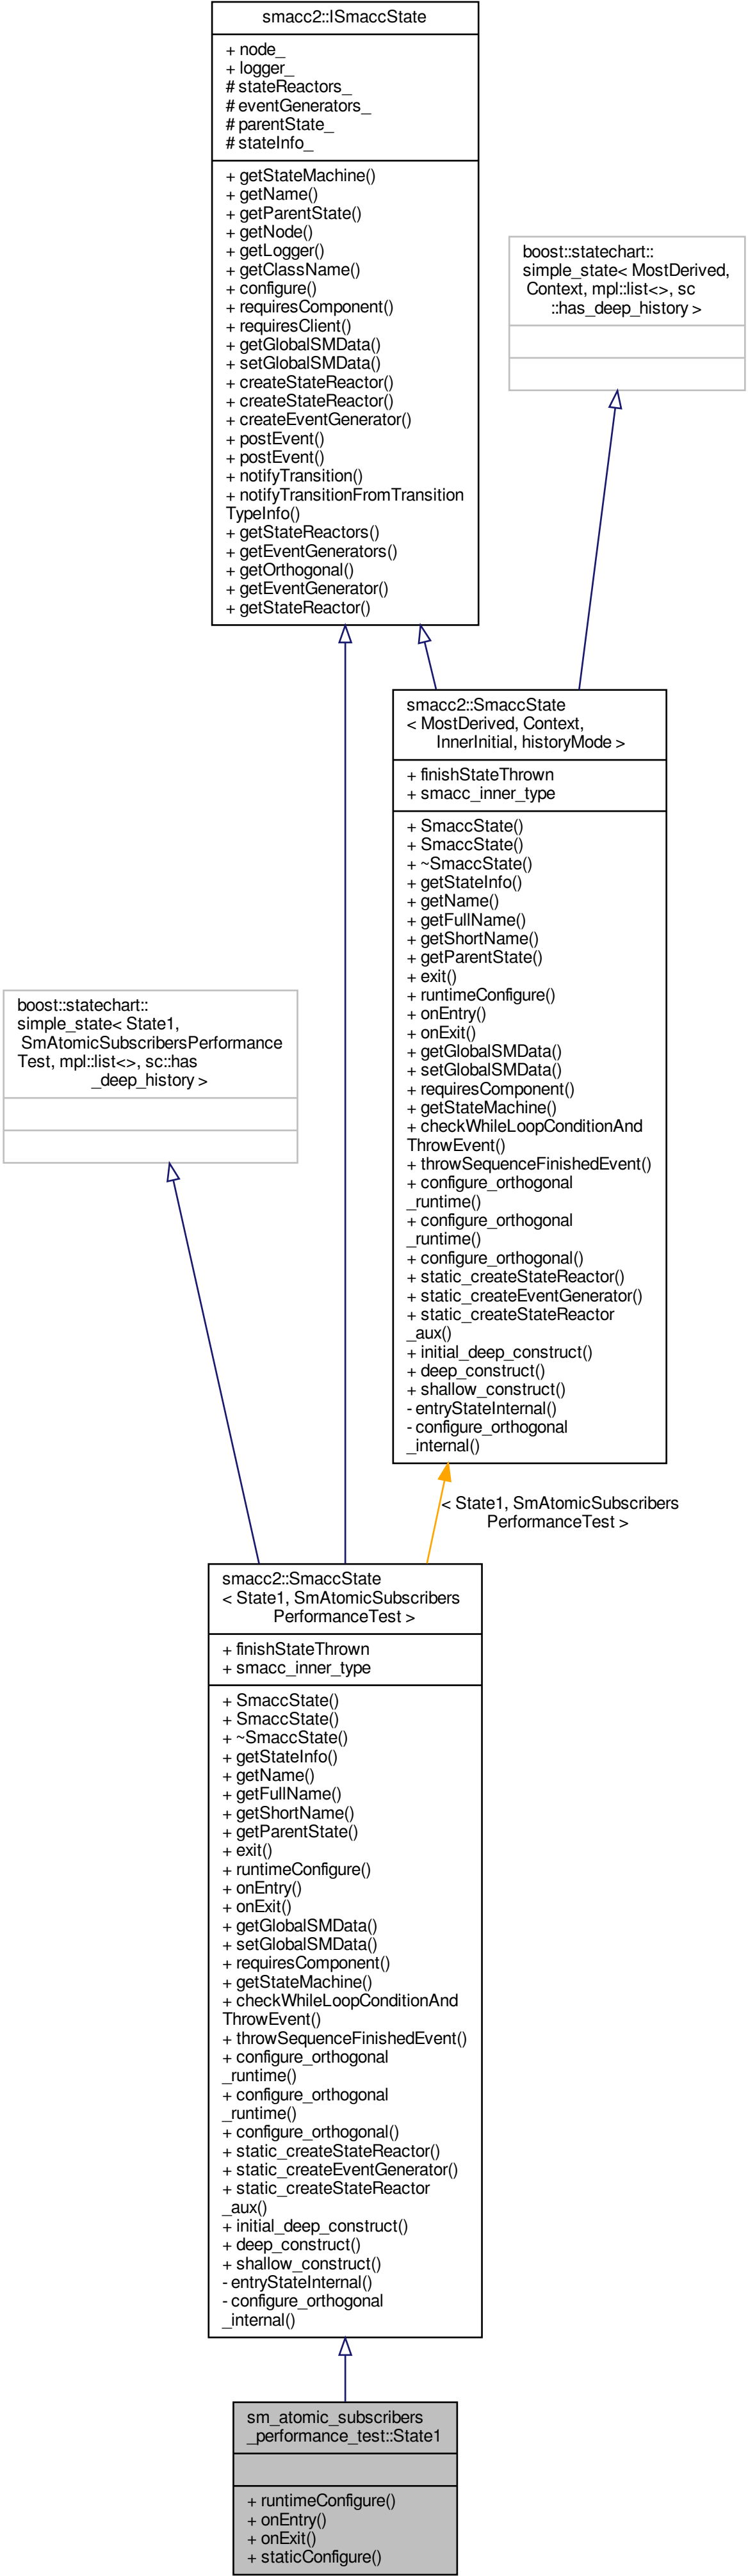 smacc2::ISmaccState
+ node_
+ logger_
# stateReactors_
# eventGenerators_
# parentState_
# stateInfo_
+ getStateMachine()
+ getName()
+ getParentState()
+ getNode()
+ getLogger()
+ getClassName()
+ configure()
+ requiresComponent()
+ requiresClient()
+ getGlobalSMData()
+ setGlobalSMData()
+ createStateReactor()
+ createStateReactor()
+ createEventGenerator()
+ postEvent()
+ postEvent()
+ notifyTransition()
+ notifyTransitionFromTransition
TypeInfo()
+ getStateReactors()
+ getEventGenerators()
+ getOrthogonal()
+ getEventGenerator()
+ getStateReactor()
boost::statechart::
simple_state< MostDerived,
Context, mpl::list<>, sc
::has_deep_history >
smacc2::SmaccState
< MostDerived, Context,
InnerInitial, historyMode >
+ finishStateThrown
+ smacc_inner_type
+ SmaccState()
+ SmaccState()
+ ~SmaccState()
+ getStateInfo()
+ getName()
+ getFullName()
+ getShortName()
+ getParentState()
+ exit()
+ runtimeConfigure()
+ onEntry()
+ onExit()
+ getGlobalSMData()
+ setGlobalSMData()
+ requiresComponent()
+ getStateMachine()
+ checkWhileLoopConditionAnd
ThrowEvent()
+ throwSequenceFinishedEvent()
+ configure_orthogonal
_runtime()
+ configure_orthogonal
_runtime()
+ configure_orthogonal()
+ static_createStateReactor()
+ static_createEventGenerator()
+ static_createStateReactor
_aux()
+ initial_deep_construct()
+ deep_construct()
+ shallow_construct()
- entryStateInternal()
- configure_orthogonal
_internal()
boost::statechart::
simple_state< State1,
SmAtomicSubscribersPerformance
Test, mpl::list<>, sc::has
_deep_history >
< State1, SmAtomicSubscribers
PerformanceTest >
smacc2::SmaccState
< State1, SmAtomicSubscribers
PerformanceTest >
+ finishStateThrown
+ smacc_inner_type
+ SmaccState()
+ SmaccState()
+ ~SmaccState()
+ getStateInfo()
+ getName()
+ getFullName()
+ getShortName()
+ getParentState()
+ exit()
+ runtimeConfigure()
+ onEntry()
+ onExit()
+ getGlobalSMData()
+ setGlobalSMData()
+ requiresComponent()
+ getStateMachine()
+ checkWhileLoopConditionAnd
ThrowEvent()
+ throwSequenceFinishedEvent()
+ configure_orthogonal
_runtime()
+ configure_orthogonal
_runtime()
+ configure_orthogonal()
+ static_createStateReactor()
+ static_createEventGenerator()
+ static_createStateReactor
_aux()
+ initial_deep_construct()
+ deep_construct()
+ shallow_construct()
- entryStateInternal()
- configure_orthogonal
_internal()
sm_atomic_subscribers
_performance_test::State1
+ runtimeConfigure()
+ onEntry()
+ onExit()
+ staticConfigure()